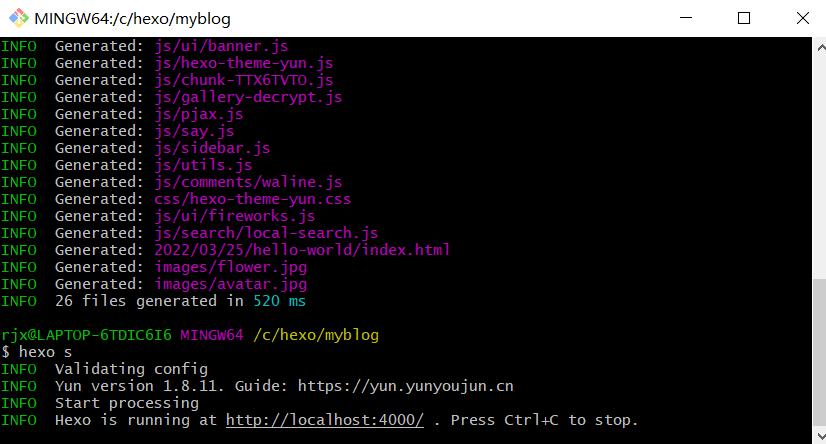 MINGW64:/c/hexo/myblog
INFO  Generated: js/ui/banner.js
INFO  Generated: js/hexo-theme-yun.js
INFO  Generated: js/chunk-TTX6TVTO.js
INFO  Generated: js/gallery-decrypt.js
INFO  Generated: js/pjax.js
INFO  Generated: js/say.js
INFO  Generated: js/sidebar.js
INFO  Generated: js/utils.js
INFO  Generated: js/comments/waline.js
INFO  Generated: css/hexo-theme-yun.css
INFO  Generated: js/ui/fireworks.js
INFO  Generated: js/search/local-search.js
INFO  Generated: 2022/03/25/hello-world/index.html
INFO  Generated: images/flower.jpg
INFO  Generated: images/avatar.jpg
INFO  26 files generated in 520 ms
rjx@LAPTOP-6TDIC6I6 MINGW64 /c/hexo/myblog
$ hexo s
INFO  Validating config
INFO  Yun version 1.8.11. Guide: https://yun.yunyoujun.cn
INFO  Start processing
INFO  Hexo is running at http://localhost:4000/ . Press Ctrl+C to stop.